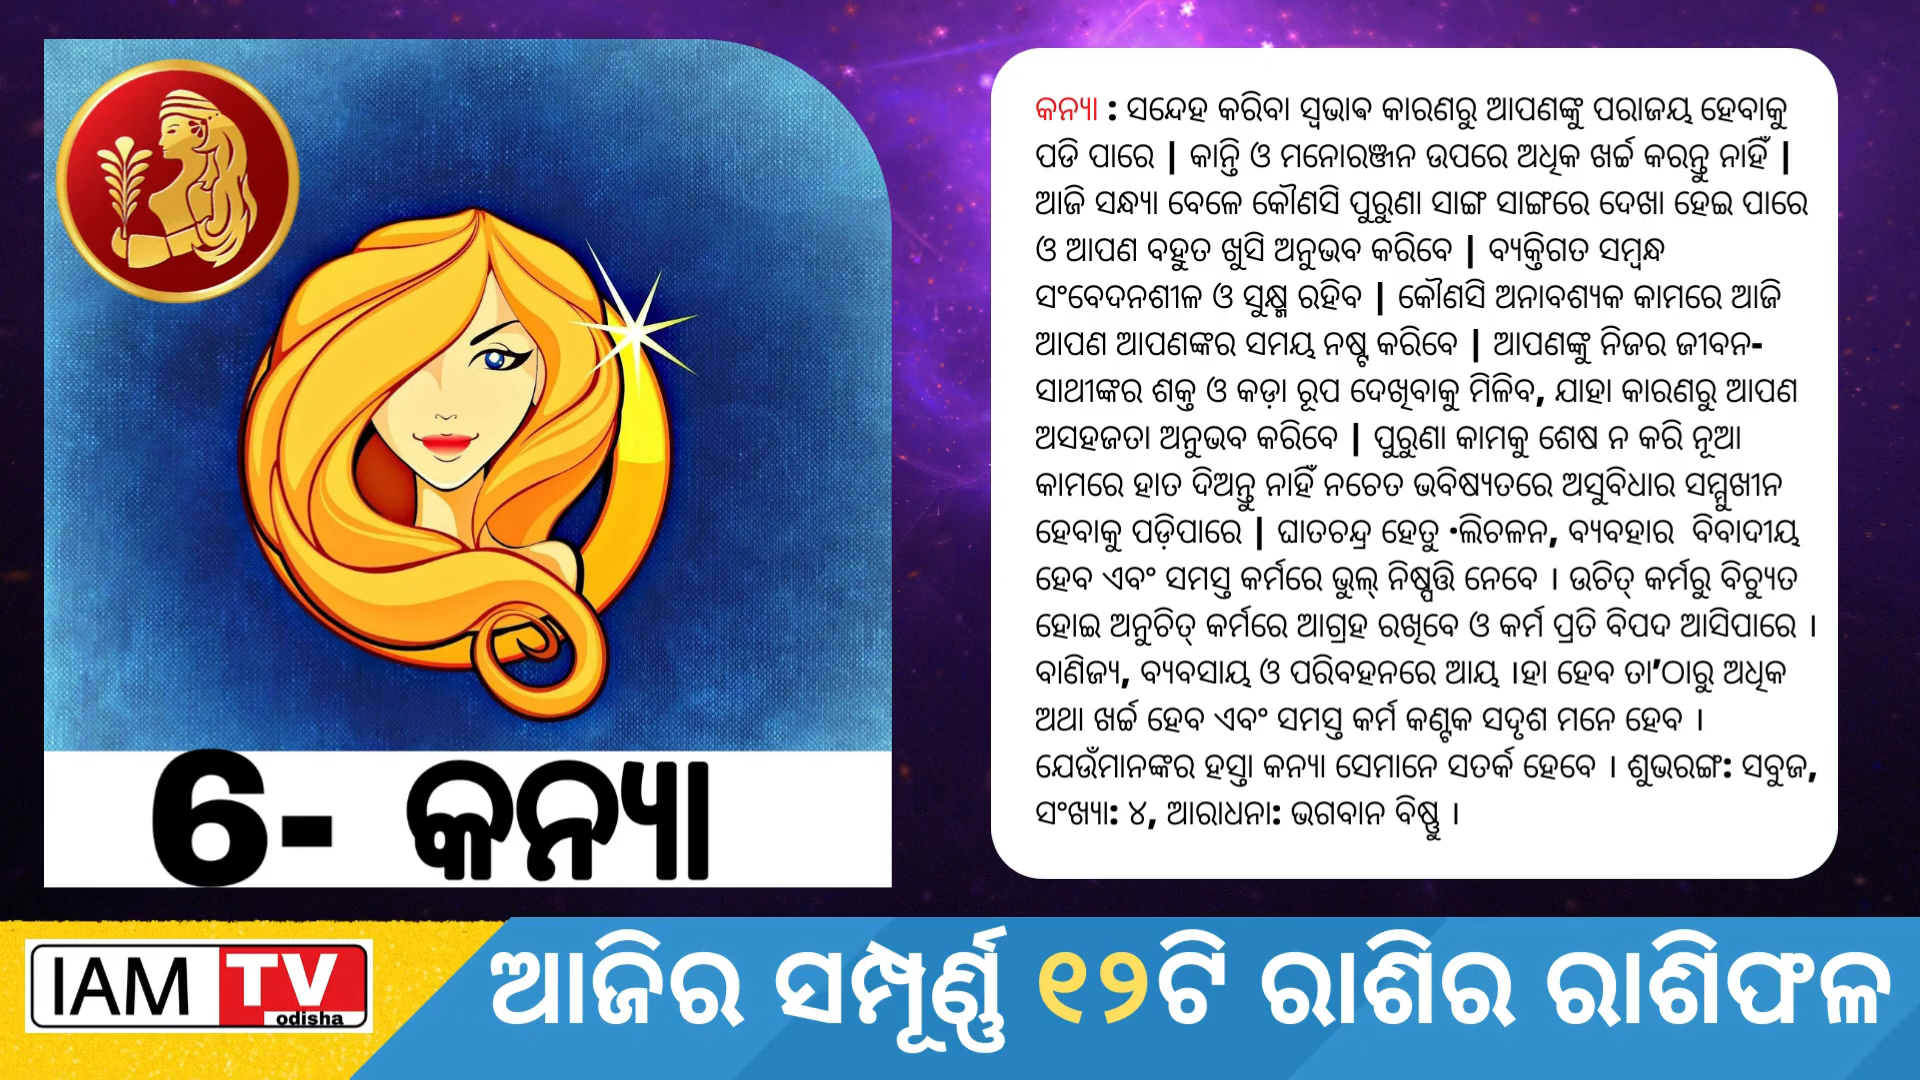 କନ୍ୟା : ସନ୍ଦେହ କରିବା ସ୍ୱଭାବ କାରଣରୁ ଆପଣଙ୍କୁ ପରାଜୟ ହେବାକୁ
ପଡି ପାରେ | କାନ୍ତି ଓ ମନୋରଞ୍ଜନ ଉପରେ ଅଧିକ ଖର୍ଚ୍ଚ କରନ୍ତୁ ନାହିଁ |
ଆଜି ସନ୍ଧ୍ୟା ବେଳେ କୌଣସି ପୁରୁଣା ସାଙ୍ଗ ସାଙ୍ଗରେ ଦେଖା ହେଇ ପାରେ
ଓ ଆପଣ ବହୁତ ଖୁସି ଅନୁଭବ କରିବେ | ବ୍ୟକ୍ତିଗତ ସମ୍ବନ୍ଧ
ସଂବେଦନଶୀଳ ଓ ସୁକ୍ଷ୍ମ ରହିବ | କୌଣସି ଅନାବଶ୍ୟକ କାମରେ ଆଜି
ଆପଣ ଆପଣଙ୍କର ସମୟ ନଷ୍ଟ କରିବେ | ଆପଣଙ୍କୁ ନିଜର ଜୀବନ-
ସାଥୀଙ୍କର ଶକ୍ତ ଓ କଡ଼ା ରୂପ ଦେଖିବାକୁ ମିଳିବ, ଯାହା କାରଣରୁ ଆପଣ
ଅସହଜତା ଅନୁଭବ କରିବେ | ପୁରୁଣା କାମକୁ ଶେଷ ନ କରି ନୂଆ
କାମରେ ହାତ ଦିଅନ୍ତୁ ନାହିଁ ନଚେତ ଭବିଷ୍ୟତରେ ଅସୁବିଧାର ସମ୍ମୁଖୀନ
ହେବାକୁ ପଡ଼ିପାରେ | ଘାତଚନ୍ଦ୍ର ହେତୁ ·ଲିଚଳନ, ବ୍ୟବହାର ବିବାଦୀୟ
ହେବ ଏବଂ ସମସ୍ତ କର୍ମରେ ଭୁଲ୍ ନିଷ୍ପତ୍ତି ନେବେ । ଉଚିତ୍ କର୍ମରୁ ବିଚ୍ୟୁତ
ହୋଇ ଅନୁଚିତ୍ କର୍ମରେ ଆଗ୍ରହ ରଖିବେ ଓ କର୍ମ ପ୍ରତି ବିପଦ ଆସିପାରେ ।
ବାଣିଜ୍ୟ, ବ୍ୟବସାୟ ଓ ପରିବହନରେ ଆୟ ।ହା ହେବ ତା’ଠାରୁ ଅଧିକ
ଅଥା ଖର୍ଚ୍ଚ ହେବ ଏବଂ ସମସ୍ତ କର୍ମ କଣ୍ଟକ ସଦୃଶ ମନେ ହେବ ।
ଯେଉଁମାନଙ୍କର ହସ୍ତା କନ୍ୟା ସେମାନେ ସତର୍କ ହେବେ । ଶୁଭରଙ୍ଗ: ସବୁଜ,
ସଂଖ୍ୟା: ୪, ଆରାଧନା: ଭଗବାନ ବିଷ୍ଣୁ ।
6- କନ୍ୟା
IAM TV
odisha
ଆଜିର ସମ୍ପୂର୍ଣ୍ଣ ୧୨ଟି ରାଶିର ରାଶିଫଳ